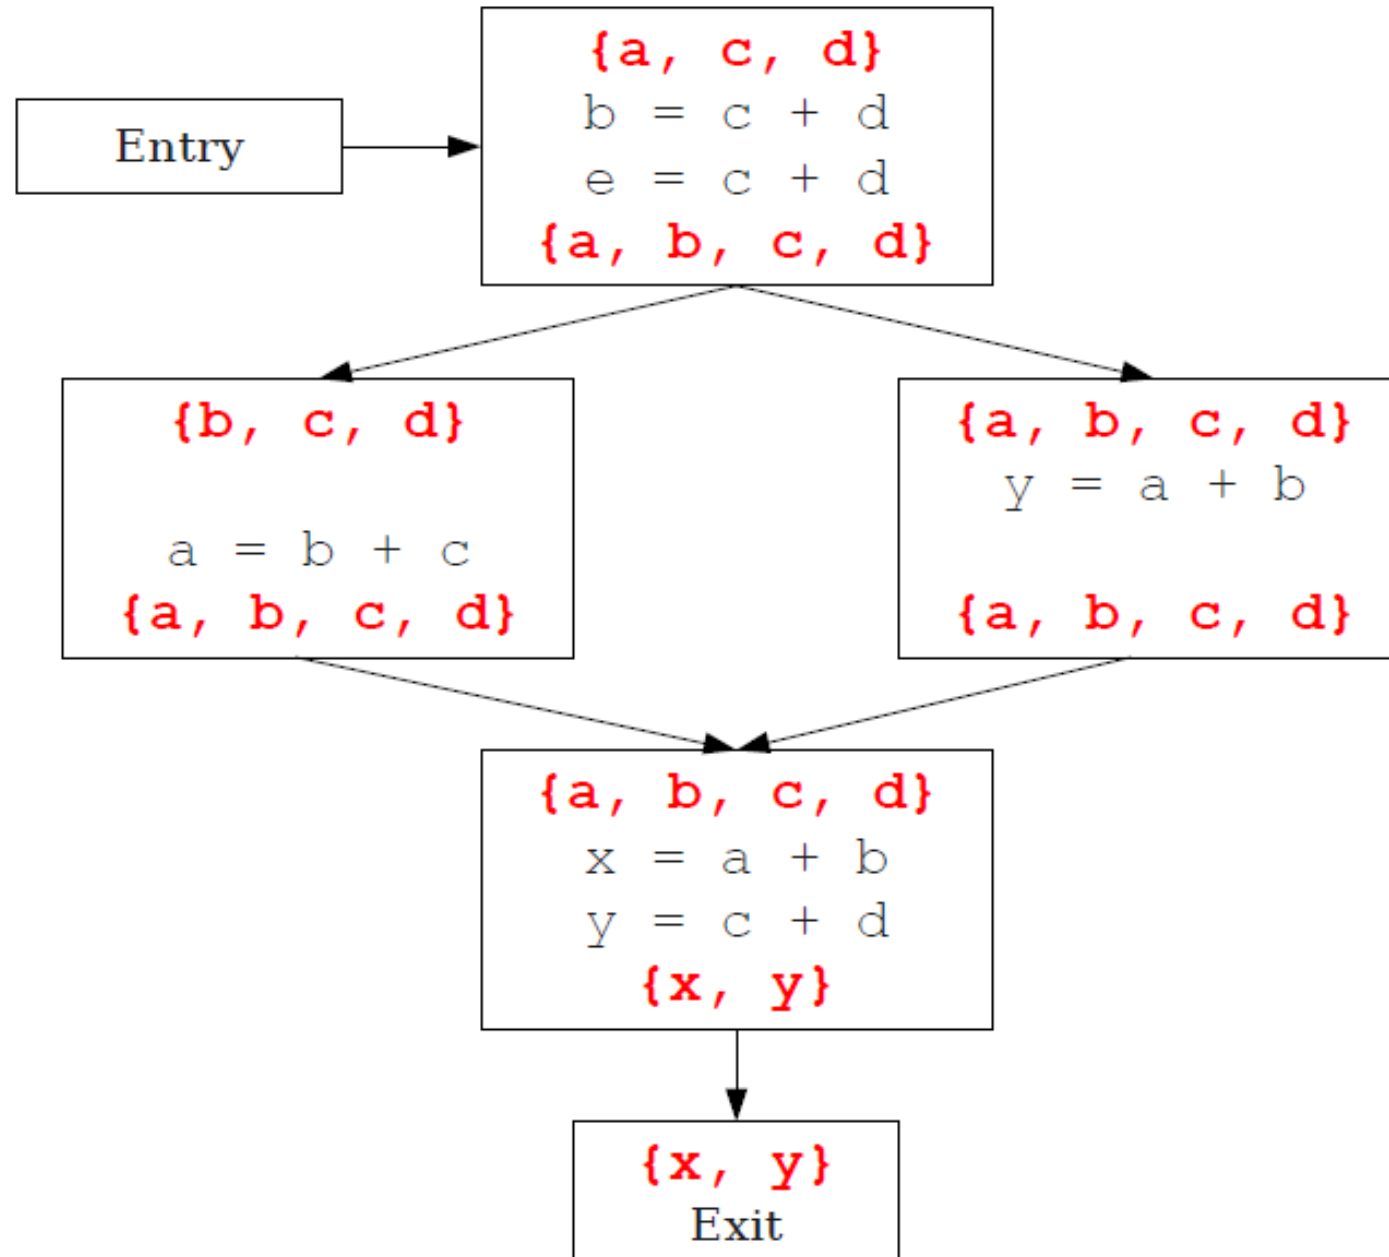 Entry
{a, c, d}
b = c + d
e = c + d
{a, b, c, d}
{b, c, d}
a = b + c
{a, b, c, d}
{a, b, c, d}
y = a + b
{a, b, c, d}
{a, b, c, d}
x = a + b
y = c + d
{x, y}
{x, y}
Exit